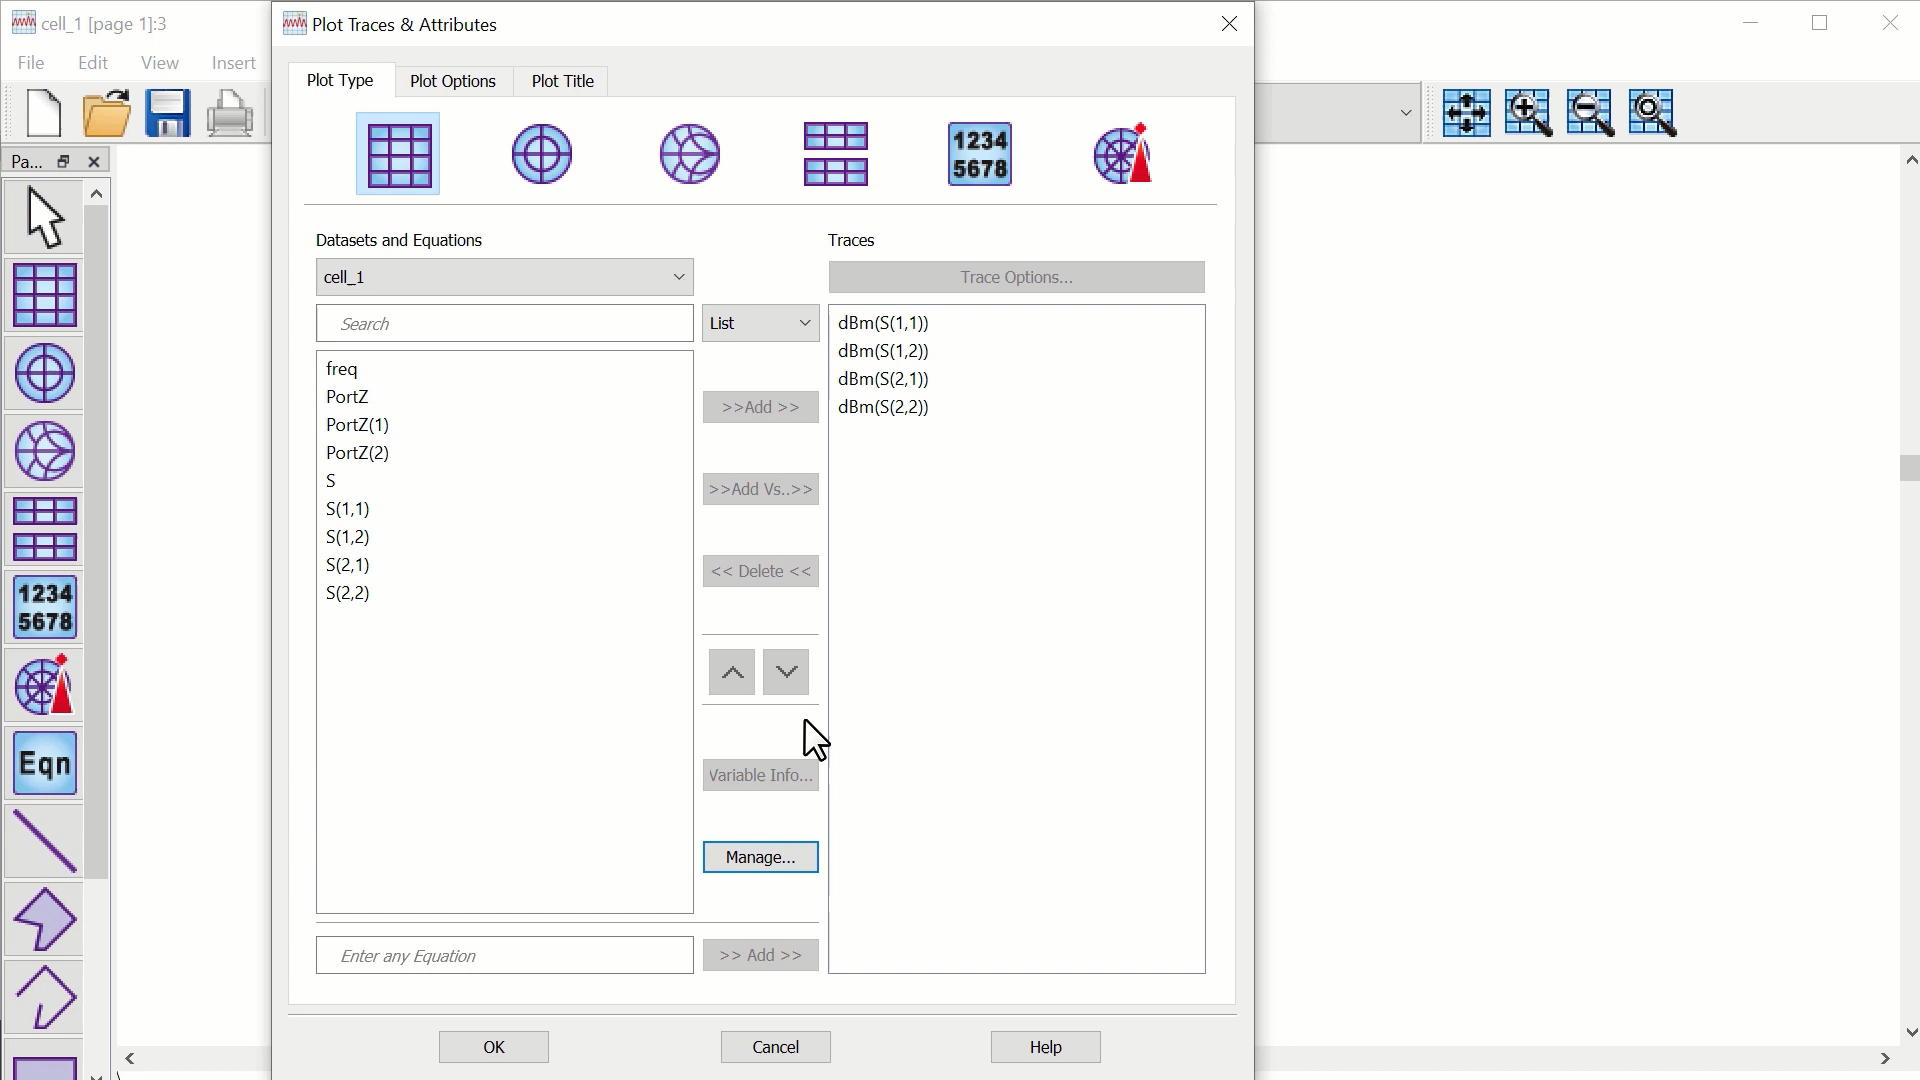 cell_1 [page 1]:3
Plot Traces & Attributes
File Edit View Insert
Plot Type Plot Options Plot Title
Pa...
1234
5678
Datasets and Equations
Traces
cell_1
Trace Options...
Search
List
freq
PortZ
PortZ(1)
PortZ(2)
S
S(1,1)
S(1,2)
S(2,1)
S(2,2)
>>Add >>
>>Add Vs..>>
<< Delete <<
Variable Info...
Manage...
dBm(S(1,1))
dBm(S(1,2))
dBm(S(2,1))
dBm(S(2,2))
1234
5678
Eqn
Enter any Equation
>> Add >>
OK
Cancel
Help